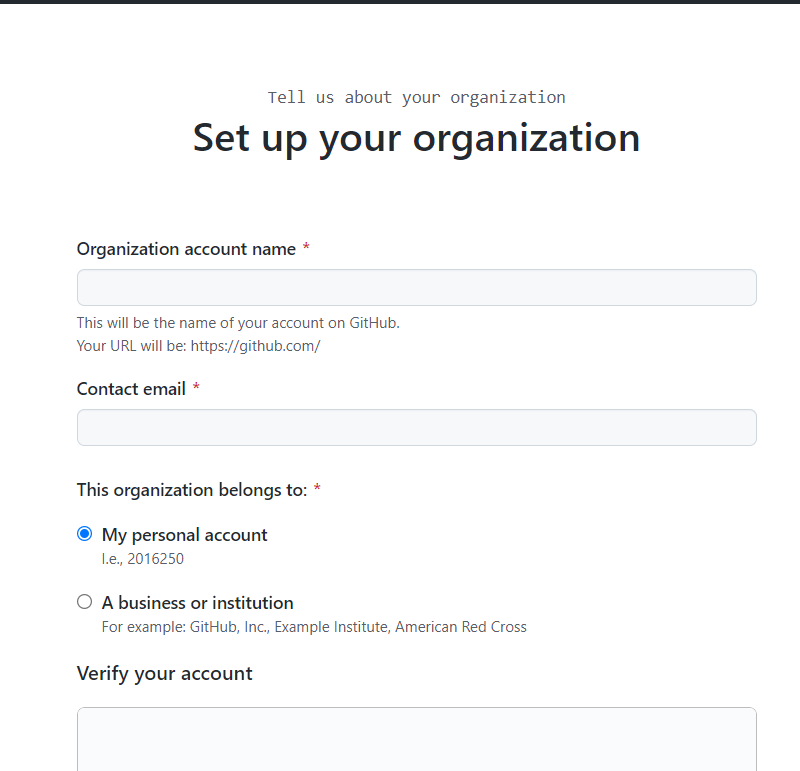 Tell us about your organization
Set up your organization
Organization account name *
This will be the name of your account on GitHub.
Your URL will be: https://github.com/
Contact email *
This organization belongs to: *
My personal account
I.e., 2016250
A business or institution
For example: GitHub, Inc., Example Institute, American Red Cross
Verify your account